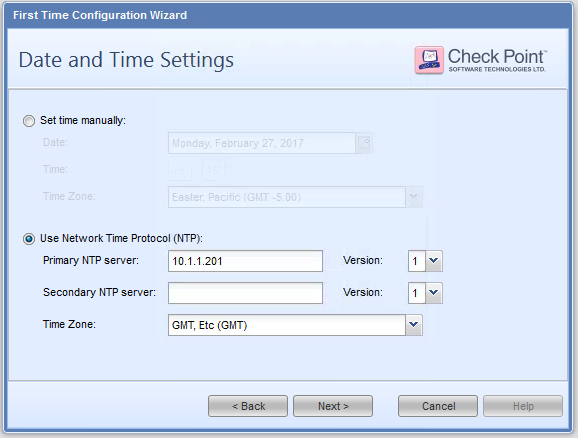 First Time Configuration Wizard
Date and Time Settings
Check Point™
SOFTWARE TECHNOLOGIES LTD.
Set time manually:
Date: Monday, February 27, 2017
Time:
Time Zone: Easter, Pacific (GMT -5:00)
Use Network Time Protocol (NTP):
Primary NTP server: 10.1.1.201 Version: 1
Secondary NTP server: Version: 1
Time Zone: GMT, Etc (GMT)
< Back Next > Cancel Help